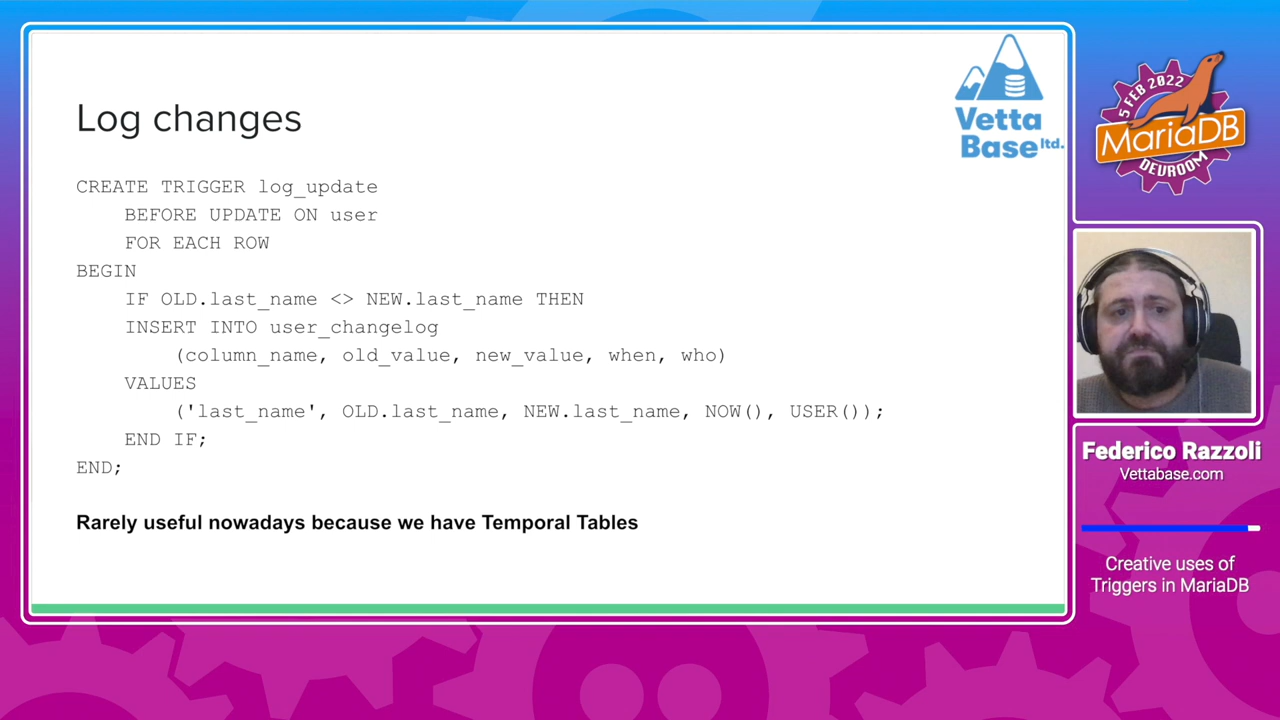 Log changes
Vetta
Base ltd.
CREATE TRIGGER log_update
BEFORE UPDATE ON user
FOR EACH ROW
BEGIN
IF OLD.last_name <> NEW.last_name THEN
INSERT INTO user_changelog
(column_name, old_value, new_value, when, who)
VALUES
('last_name', OLD.last_name, NEW.last_name, NOW(), USER());
END IF;
END;
Rarely useful nowadays because we have Temporal Tables
5 FEB 2022
MariaDB
DEVROOM
Federico Razzoli
Vettabase.com
Creative uses of
Triggers in MariaDB